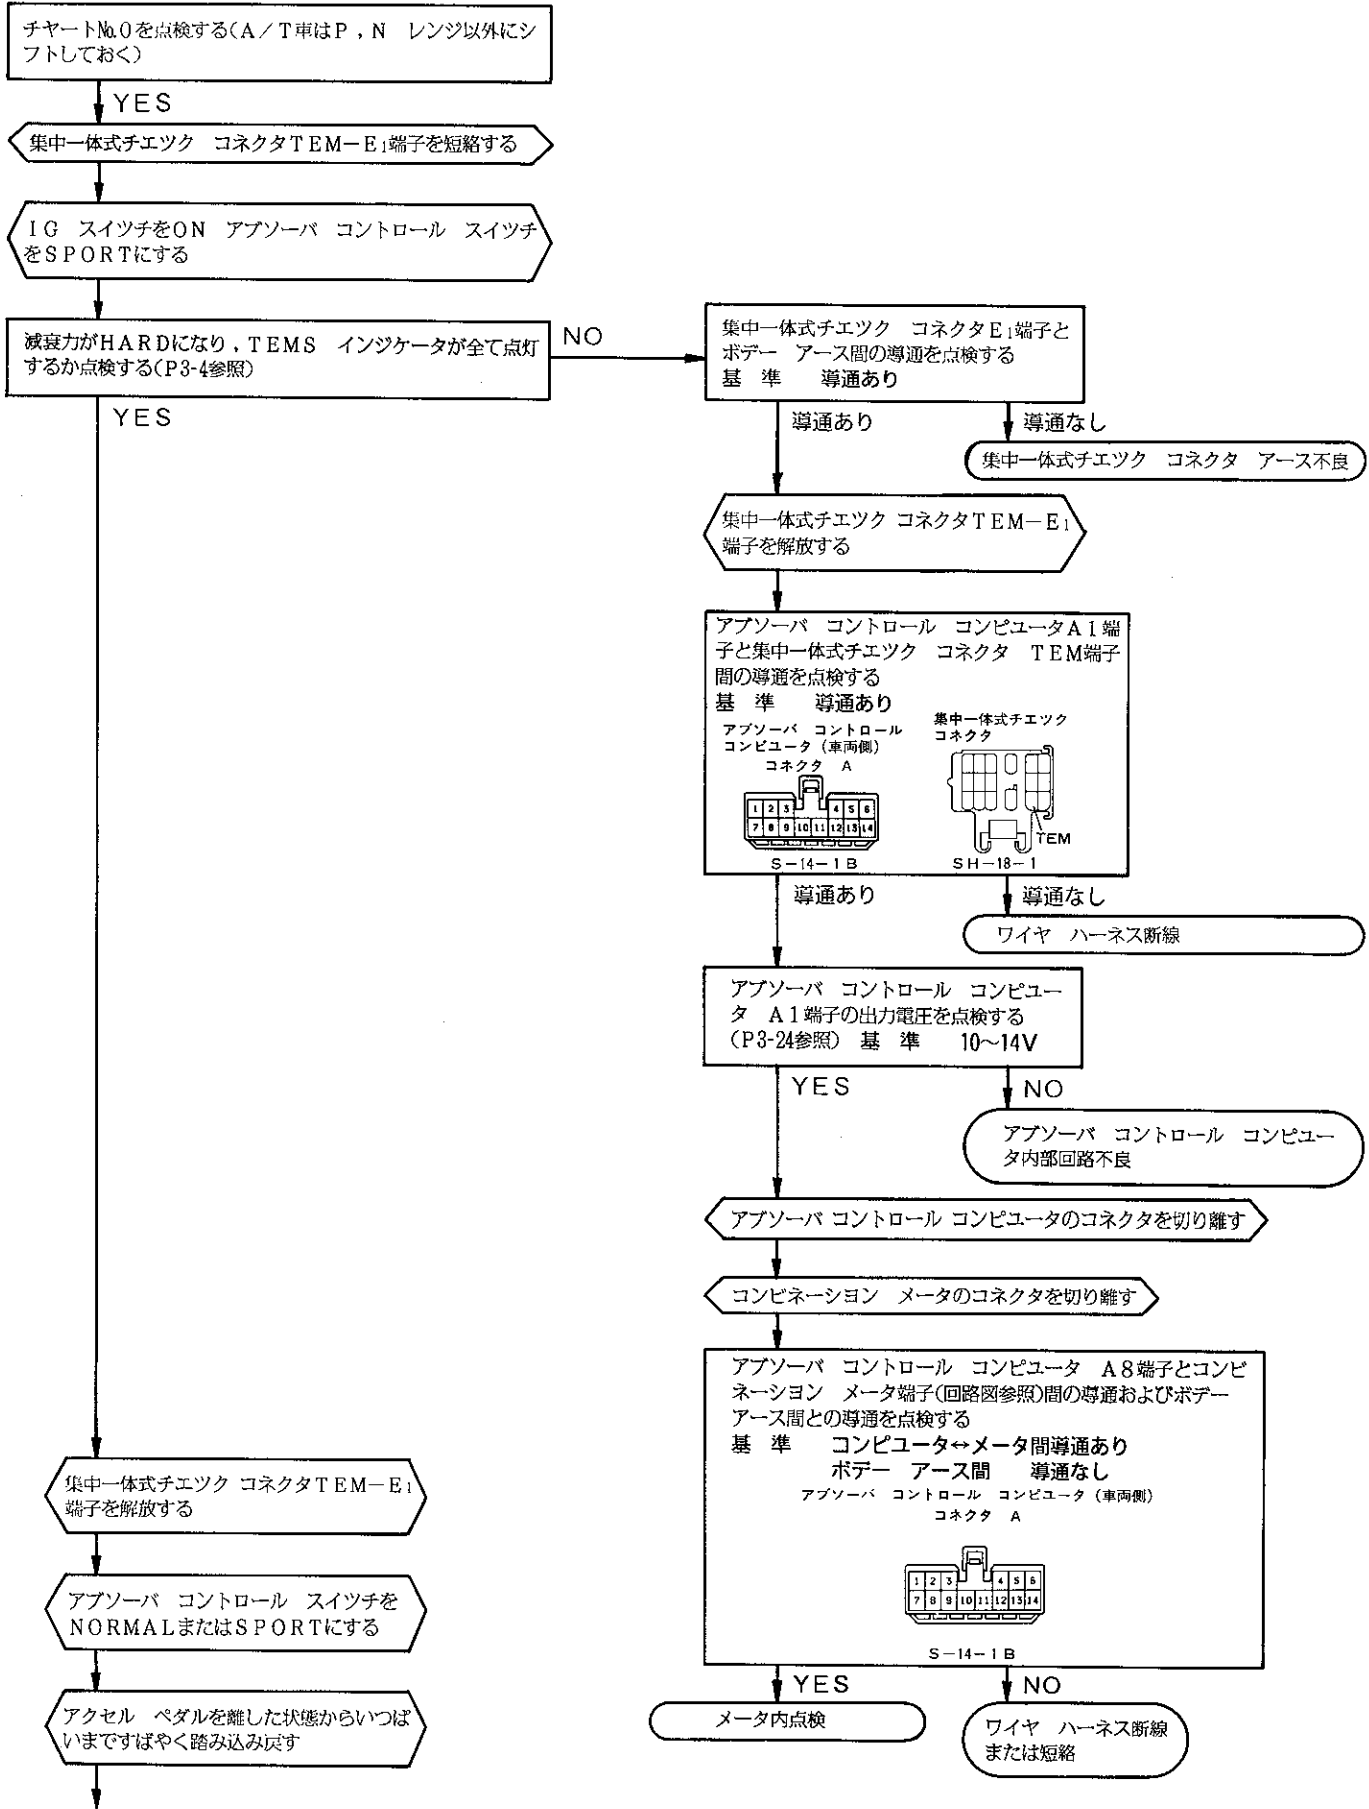 チヤートNo.0を点検する(A/T車はP,N レンジ以外にシ
フトしておく)
YES
集中一体式チエツク コネクタTEM-E1端子を短絡する
IG スイツチをON アブソーバ コントロール スイツチ
をSPORTにする
減衰力がHARDになり,TEMS インジケータが全て点灯
するか点検する(P3-4参照)
NO
YES
集中一体式チエツク コネクタE1端子と
ボデー アース間の導通を点検する
基 準 導通あり
導通あり
導通なし
集中一体式チエツク コネクタ アース不良
集中一体式チエツク コネクタTEM-E1
端子を解放する
アブソーバ コントロール コンピユータA1端
子と集中一体式チエツク コネクタ TEM端子
間の導通を点検する
基 準 導通あり
アブソーバ コントロール
コンピユータ(車両側)
コネクタ A
集中一体式チエツク
コネクタ
1 2 3 4 5 6
7 8 9 10 11 12 13 14
TEM
S-14-1B
SH-18-1
導通あり
導通なし
ワイヤ ハーネス断線
アブソーバ コントロール コンピユー
タ A1端子の出力電圧を点検する
(P3-24参照) 基 準 10~14V
YES
NO
アブソーバ コントロール コンピユー
タ内部回路不良
アブソーバ コントロール コンピユータのコネクタを切り離す
コンビネーシヨン メータのコネクタを切り離す
アブソーバ コントロール コンピユータ A8端子とコンビ
ネーシヨン メータ端子(回路図参照)間の導通およびボデー
アース間との導通を点検する
基 準 コンピユータ↔メータ間導通あり
ボデー アース間 導通なし
アブソーバ コントロール コンピユータ(車両側)
コネクタ A
1 2 3 4 5 6
7 8 9 10 11 12 13 14
S-14-1B
YES
NO
メータ内点検
ワイヤ ハーネス断線
または短絡
集中一体式チエツク コネクタTEM-E1
端子を解放する
アブソーバ コントロール スイツチを
NORMALまたはSPORTにする
アクセル ペダルを離した状態からいつぱ
いまですばやく踏み込み戻す